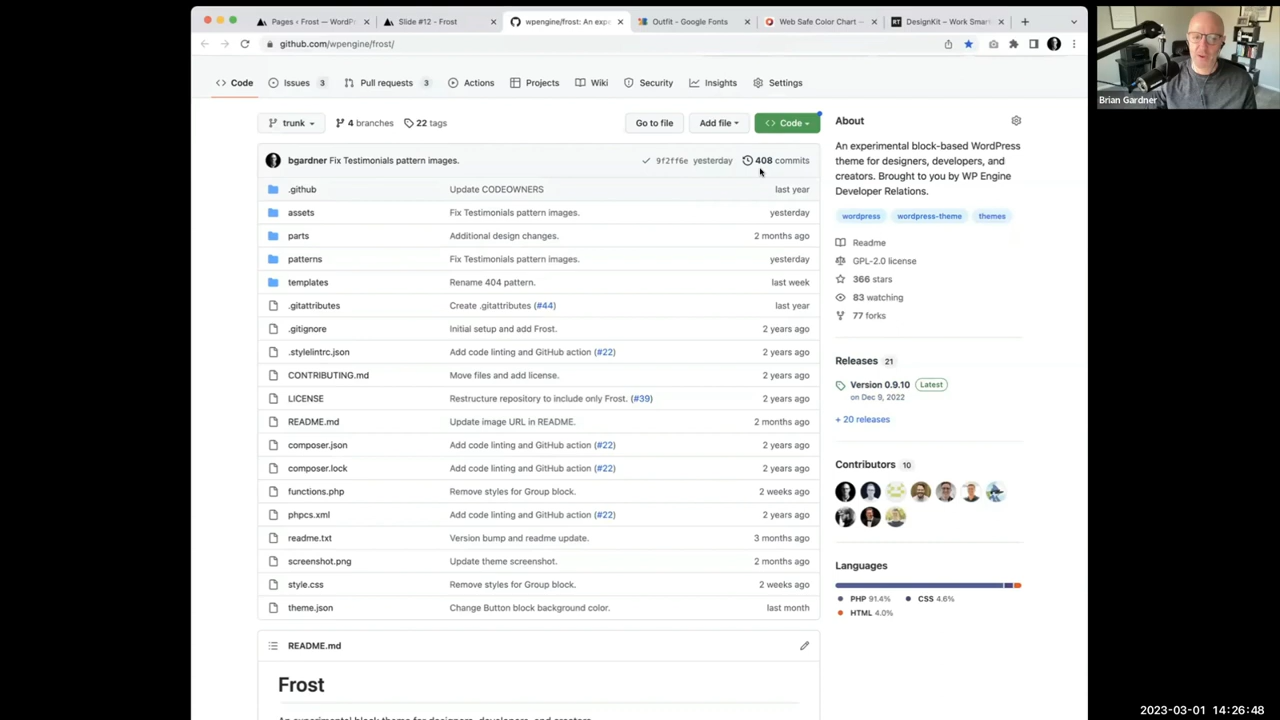 Pages ‹ Frost — WordP
Slide #12 - Frost
wpengine/frost: An expe
Outfit - Google Fonts
Web Safe Color Chart —
DesignKit – Work Smar
github.com/wpengine/frost/
Code
Issues 3
Pull requests 3
Actions
Projects
Wiki
Security
Insights
Settings
trunk
4 branches
22 tags
Go to file
Add file
Code
bgardner Fix Testimonials pattern images.
9f2ff6e yesterday
408 commits
.github Update CODEOWNERS last year
assets Fix Testimonials pattern images. yesterday
parts Additional design changes. 2 months ago
patterns Fix Testimonials pattern images. yesterday
templates Rename 404 pattern. last week
.gitattributes Create .gitattributes (#44) last year
.gitignore Initial setup and add Frost. 2 years ago
.stylelintrc.json Add code linting and GitHub action (#22) 2 years ago
CONTRIBUTING.md Move files and add license. 2 years ago
LICENSE Restructure repository to include only Frost. (#39) 2 years ago
README.md Update image URL in README. 2 months ago
composer.json Add code linting and GitHub action (#22) 2 years ago
composer.lock Add code linting and GitHub action (#22) 2 years ago
functions.php Remove styles for Group block. 2 weeks ago
phpcs.xml Add code linting and GitHub action (#22) 2 years ago
readme.txt Version bump and readme update. 3 months ago
screenshot.png Update theme screenshot. 2 months ago
style.css Remove styles for Group block. 2 weeks ago
theme.json Change Button block background color. last month
README.md
Frost
An experimental block theme for designers, developers, and creators.
About
An experimental block-based WordPress
theme for designers, developers, and
creators. Brought to you by WP Engine
Developer Relations.
wordpress wordpress-theme themes
Readme
GPL-2.0 license
366 stars
83 watching
77 forks
Releases 21
Version 0.9.10 Latest
on Dec 9, 2022
+ 20 releases
Contributors 10
Languages
PHP 91.4% CSS 4.6%
HTML 4.0%
Brian Gardner
2023-03-01 14:26:48